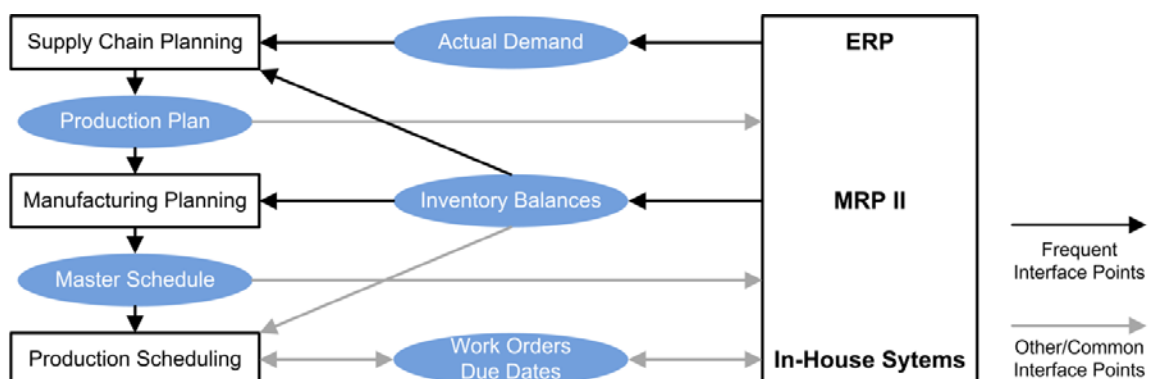 Supply Chain Planning
Actual Demand
ERP
Production Plan
Manufacturing Planning
Inventory Balances
MRP II
Frequent
Interface Points
Master Schedule
Production Scheduling
Work Orders
Due Dates
In-House Sytems
Other/Common
Interface Points